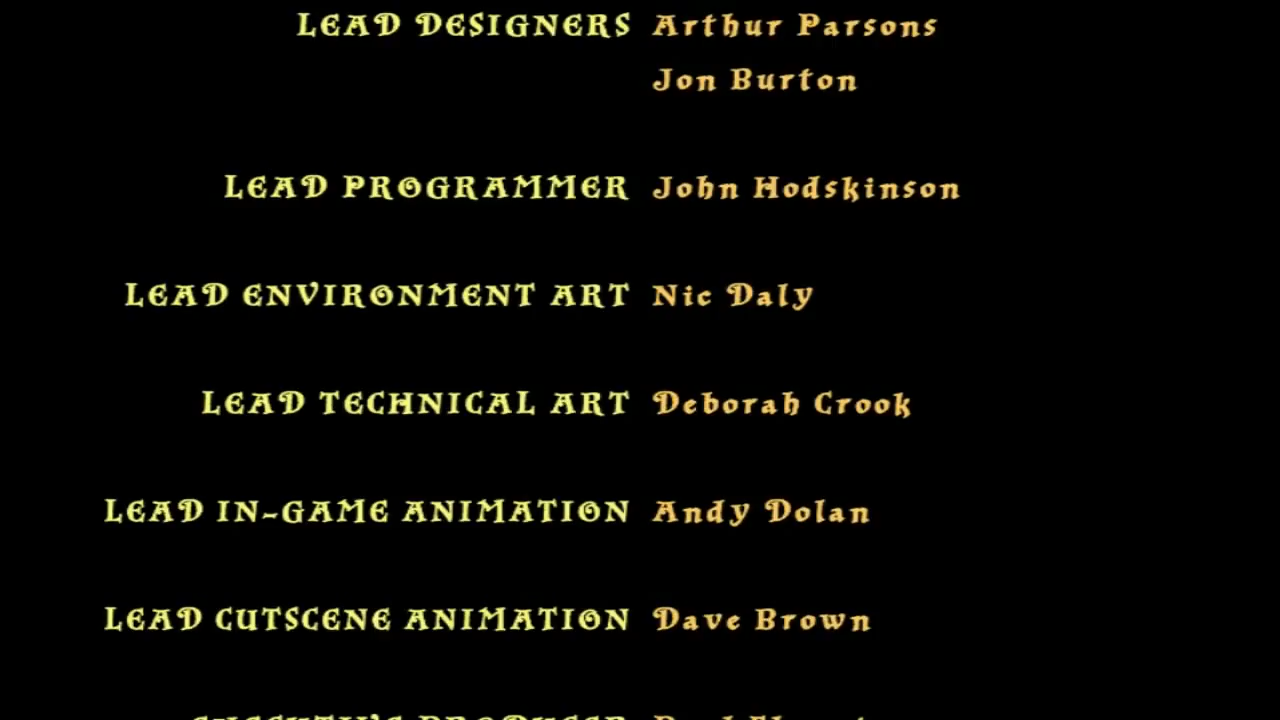 LEAD DESIGNERS Arthur Parsons
Jon Burton
LEAD PROGRAMMER John Hodskinson
LEAD ENVIRONMENT ART Nic Daly
LEAD TECHNICAL ART Deborah Crook
LEAD IN-GAME ANIMATION Andy Dolan
LEAD CUTSCENE ANIMATION Dave Brown